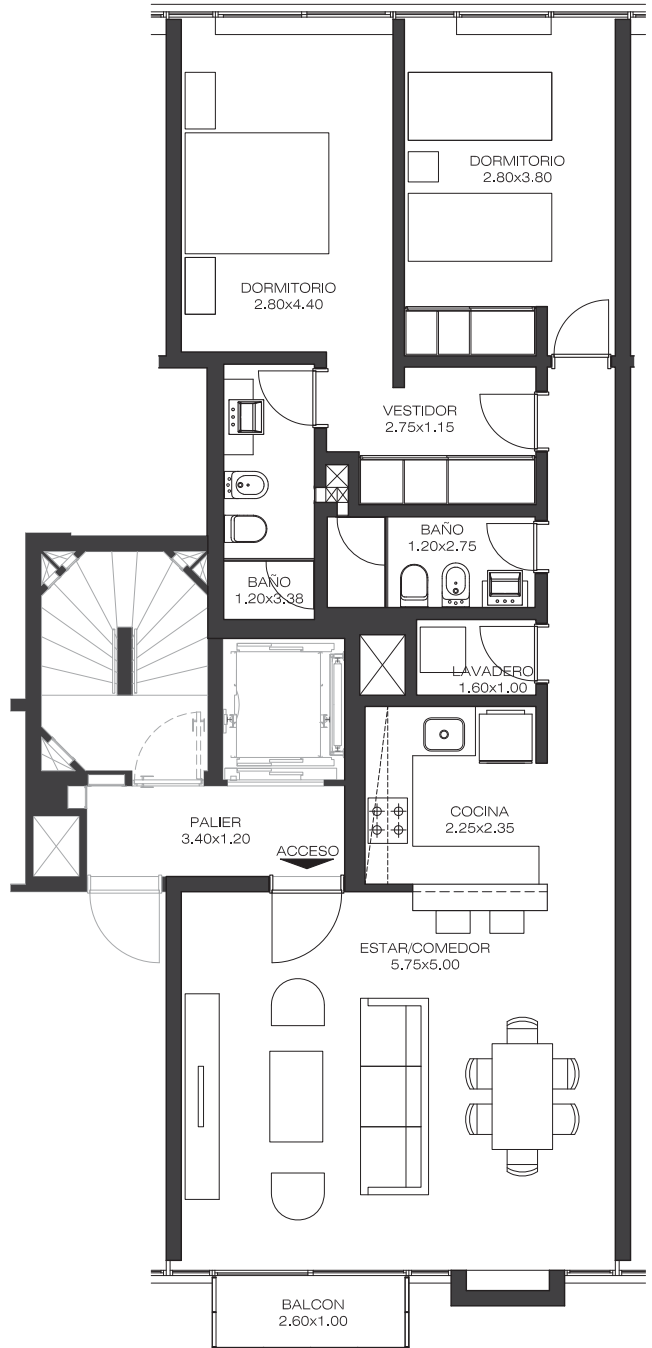 DORMITORIO
2.80x3.80
DORMITORIO
2.80x4.40
VESTIDOR
2.75x1.15
BAÑO
1.20x2.75
BAÑO
1.20x3.38
LAVADERO
1.60x1.00
COCINA
2.25x2.35
PALIER
3.40x1.20
ACCESO
ESTAR/COMEDOR
5.75x5.00
BALCON
2.60x1.00